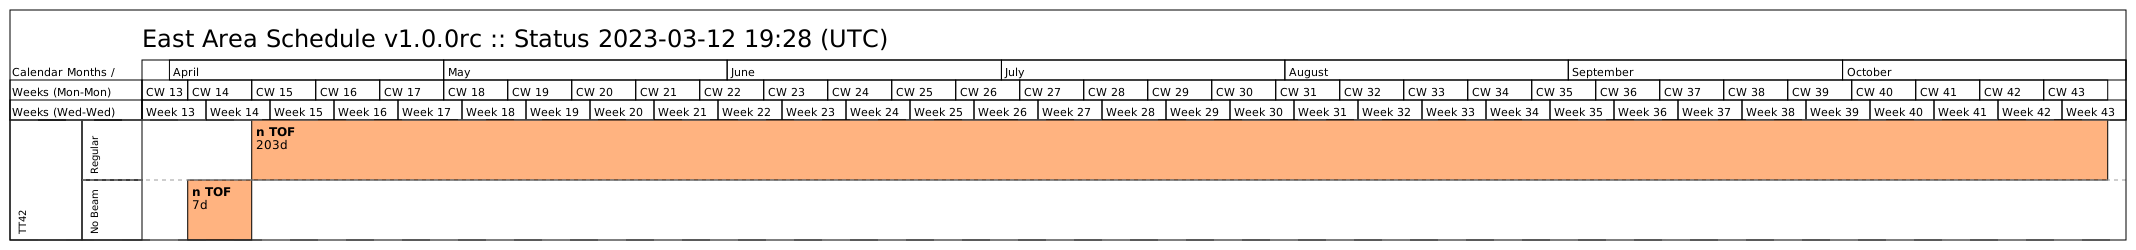 East Area Schedule v1.0.0rc :: Status 2023-03-12 19:28 (UTC)
Calendar Months / April May June July August September October
Weeks (Mon-Mon) CW 13 CW 14 CW 15 CW 16 CW 17 CW 18 CW 19 CW 20 CW 21 CW 22 CW 23 CW 24 CW 25 CW 26 CW 27 CW 28 CW 29 CW 30 CW 31 CW 32 CW 33 CW 34 CW 35 CW 36 CW 37 CW 38 CW 39 CW 40 CW 41 CW 42 CW 43
Weeks (Wed-Wed) Week 13 Week 14 Week 15 Week 16 Week 17 Week 18 Week 19 Week 20 Week 21 Week 22 Week 23 Week 24 Week 25 Week 26 Week 27 Week 28 Week 29 Week 30 Week 31 Week 32 Week 33 Week 34 Week 35 Week 36 Week 37 Week 38 Week 39 Week 40 Week 41 Week 42 Week 43
TT42
Regular
n TOF
203d
No Beam
n TOF
7d